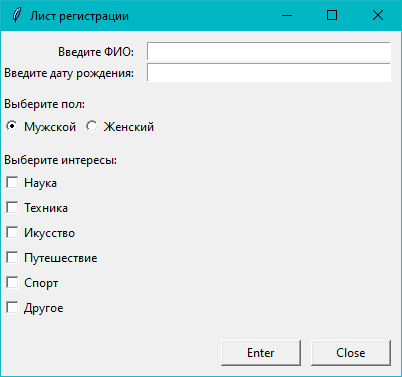 Лист регистрации
Введите ФИО:
Введите дату рождения:
Выберите пол:
Мужской Женский
Выберите интересы:
Наука
Техника
Икусство
Путешествие
Спорт
Другое
Enter Close